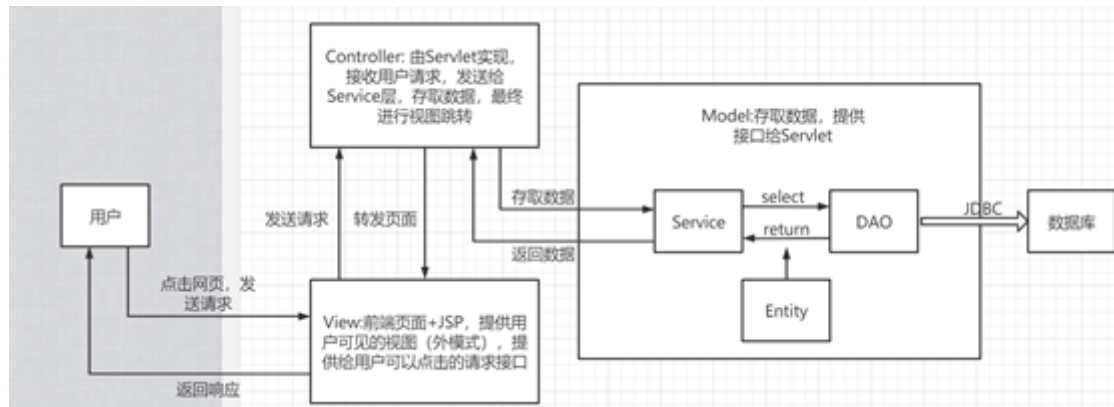 Controller: 由Servlet实现，
接收用户请求，发送给
Service层，存取数据，最终
进行视图跳转
Model:存取数据，提供
接口给Servlet
用户
发送请求
转发页面
存取数据
返回数据
Service
select
return
DAO
JDBC
数据库
Entity
点击网页，发
送请求
View:前端页面+JSP，提供用
户可见的视图（外模式），提
供给用户可以点击的请求接口
返回响应